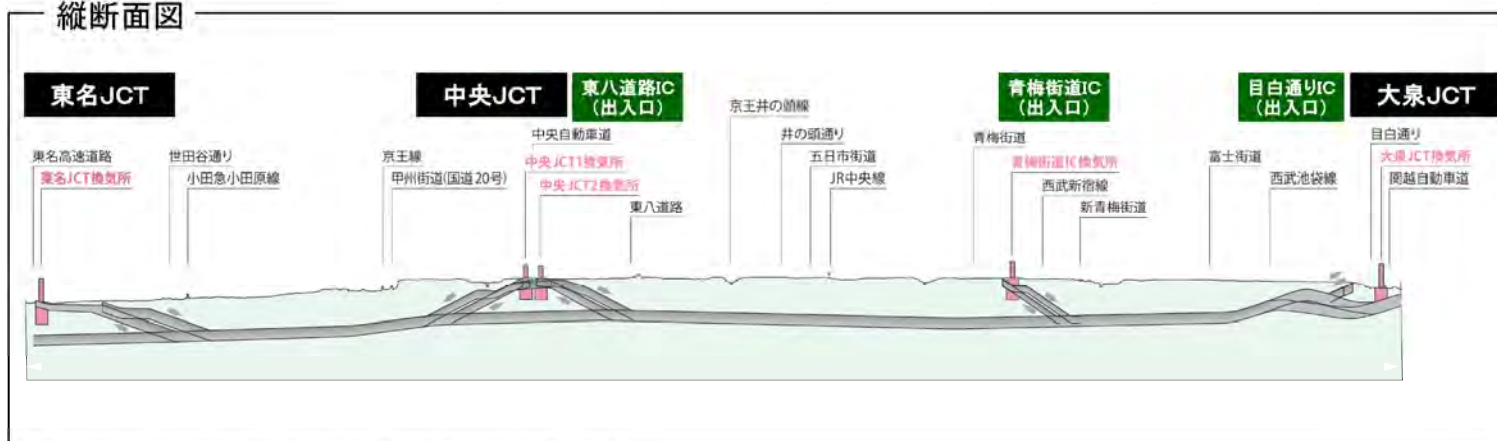 縦断面図
東名JCT
中央JCT
東八道路IC
(出入口)
青梅街道IC
(出入口)
目白通りIC
(出入口)
大泉JCT
東名高速道路
東名JCT換気所
世田谷通り
小田急小田原線
京王線
甲州街道(国道20号)
中央自動車道
中央JCT1換気所
中央JCT2換気所
東八道路
京王井の頭線
井の頭通り
五日市街道
JR中央線
青梅街道
青梅街道IC換気所
西武新宿線
新青梅街道
富士街道
西武池袋線
目白通り
大泉JCT換気所
関越自動車道